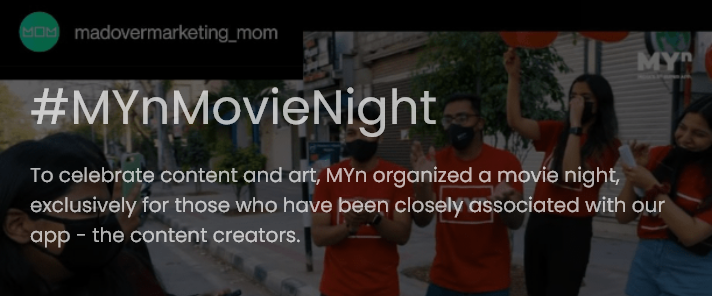 MOM
madovermarketing_mom
MYn
#MYnMovieNight
To celebrate content and art, MYn organized a movie night,
exclusively for those who have been closely associated with our
app - the content creators.